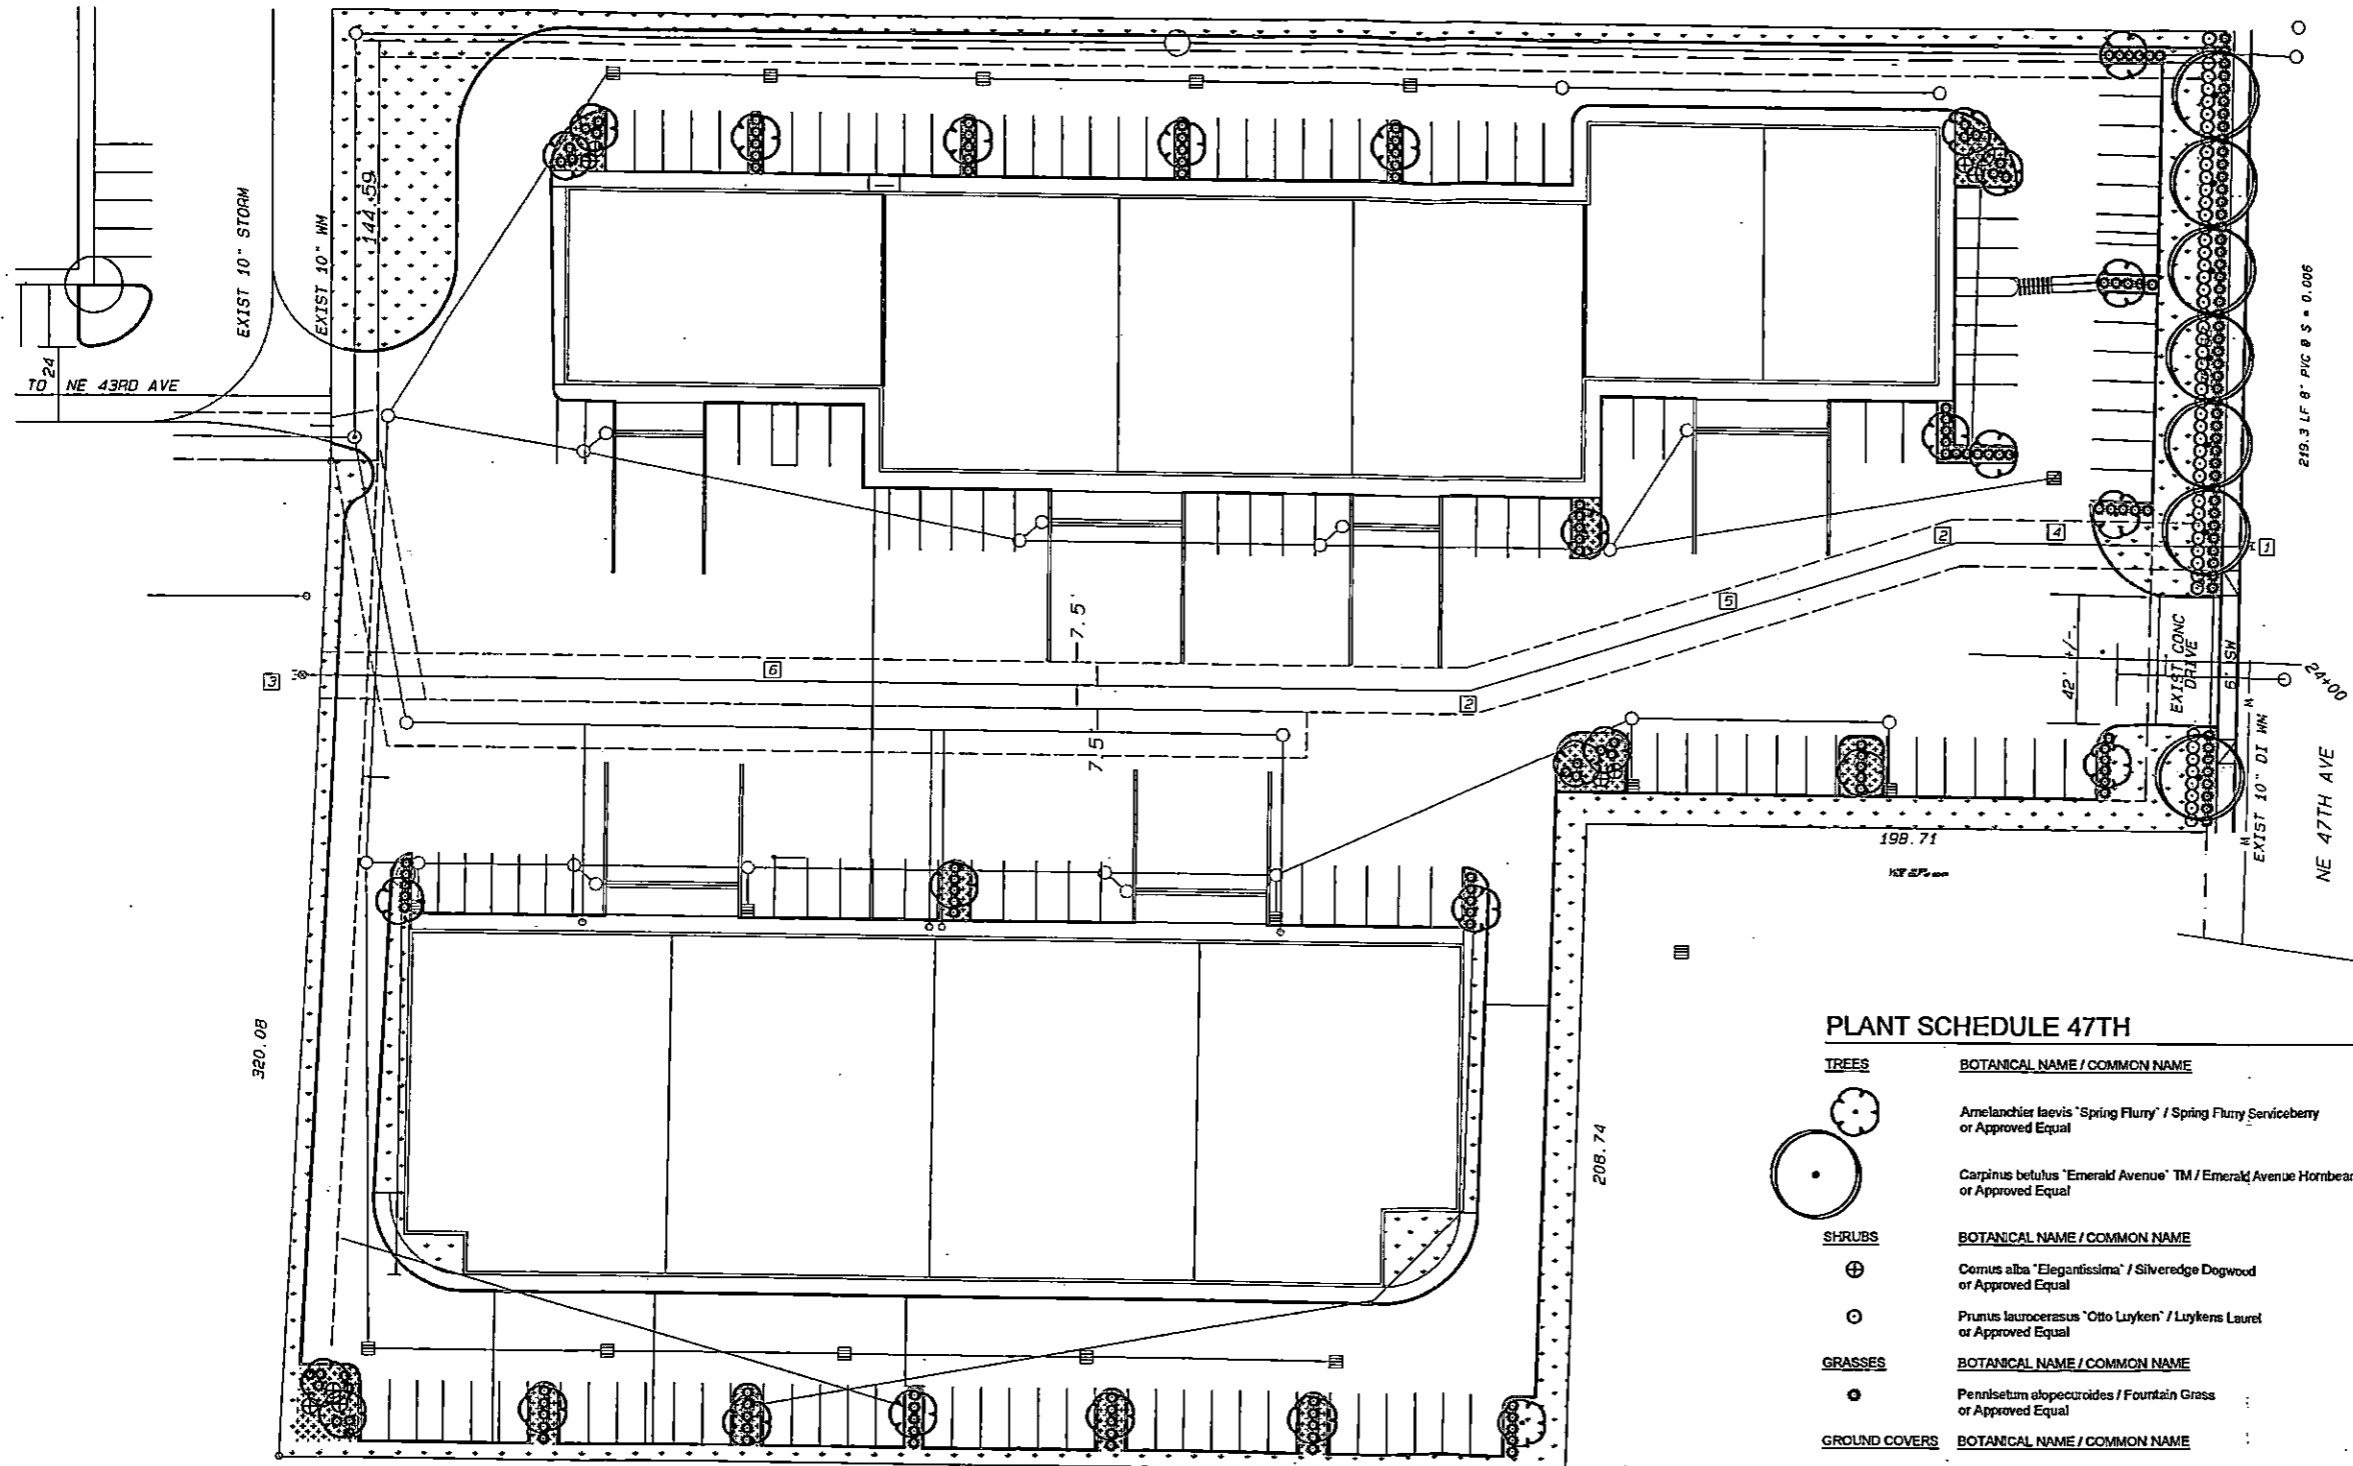 EXIST 10" STORM
EXIST 10" WM
144.59
24
TO NE 43RD AVE
219.3 LF 8" PVC @ S = 0.006
2
4
1
5
7.5'
6
3
2
7.5'
42' +/-
EXIST CONC
DRIVE
6' SW
24+00
W
W
EXIST 10" DI WM
NE 47TH AVE
198.71
320.08
208.74
PLANT SCHEDULE 47TH
TREES BOTANICAL NAME / COMMON NAME
Amelanchier laevis `Spring Flurry` / Spring Flurry Serviceberry
or Approved Equal
Carpinus betulus `Emerald Avenue` TM / Emerald Avenue Hornbeam
or Approved Equal
SHRUBS BOTANICAL NAME / COMMON NAME
Cornus alba `Elegantissima` / Silveredge Dogwood
or Approved Equal
Prunus laurocerasus `Otto Luyken` / Luykens Laurel
or Approved Equal
GRASSES BOTANICAL NAME / COMMON NAME
Pennisetum alopecuroides / Fountain Grass
or Approved Equal
GROUND COVERS BOTANICAL NAME / COMMON NAME